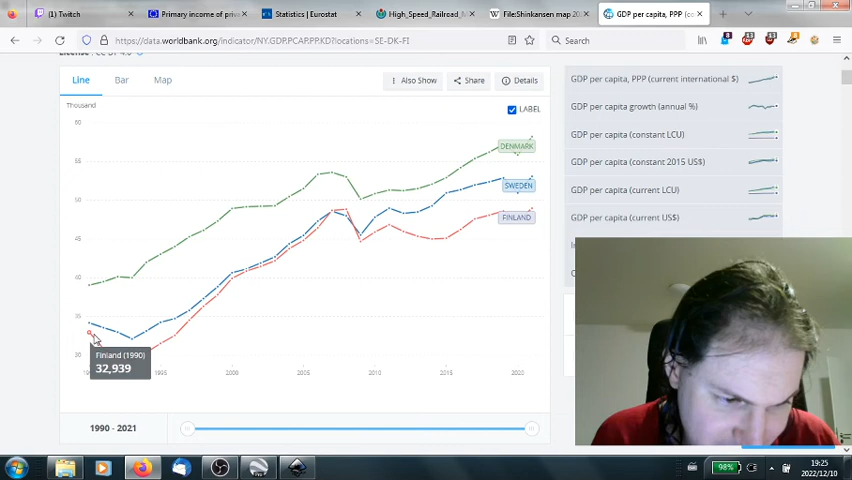 (1) Twitch
Primary income of priva
Statistics | Eurostat
High_Speed_Railroad_M
File:Shinkansen map 20
GDP per capita, PPP (co
https://data.worldbank.org/indicator/NY.GDP.PCAP.PP.KD?locations=SE-DK-FI
Search
Line
Bar
Map
Also Show
Share
Details
Thousand
LABEL
60
55
50
45
40
35
30
DENMARK
SWEDEN
FINLAND
Finland (1990)
32,939
1995
2000
2005
2010
2015
2020
1990 - 2021
GDP per capita, PPP (current international $)
GDP per capita growth (annual %)
GDP per capita (constant LCU)
GDP per capita (constant 2015 US$)
GDP per capita (current LCU)
GDP per capita (current US$)
98%
19:25
2022/12/10